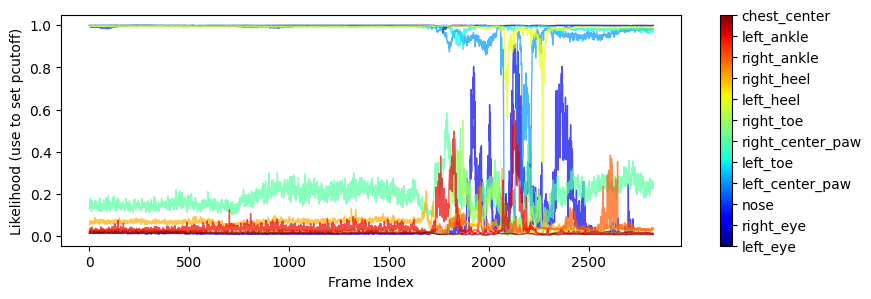 Likelihood (use to set pcutoff)
1.0
0.8
0.6
0.4
0.2
0.0
0
500
1000
1500
2000
2500
Frame Index
chest_center
left_ankle
right_ankle
right_heel
left_heel
right_toe
right_center_paw
left_toe
left_center_paw
nose
right_eye
left_eye